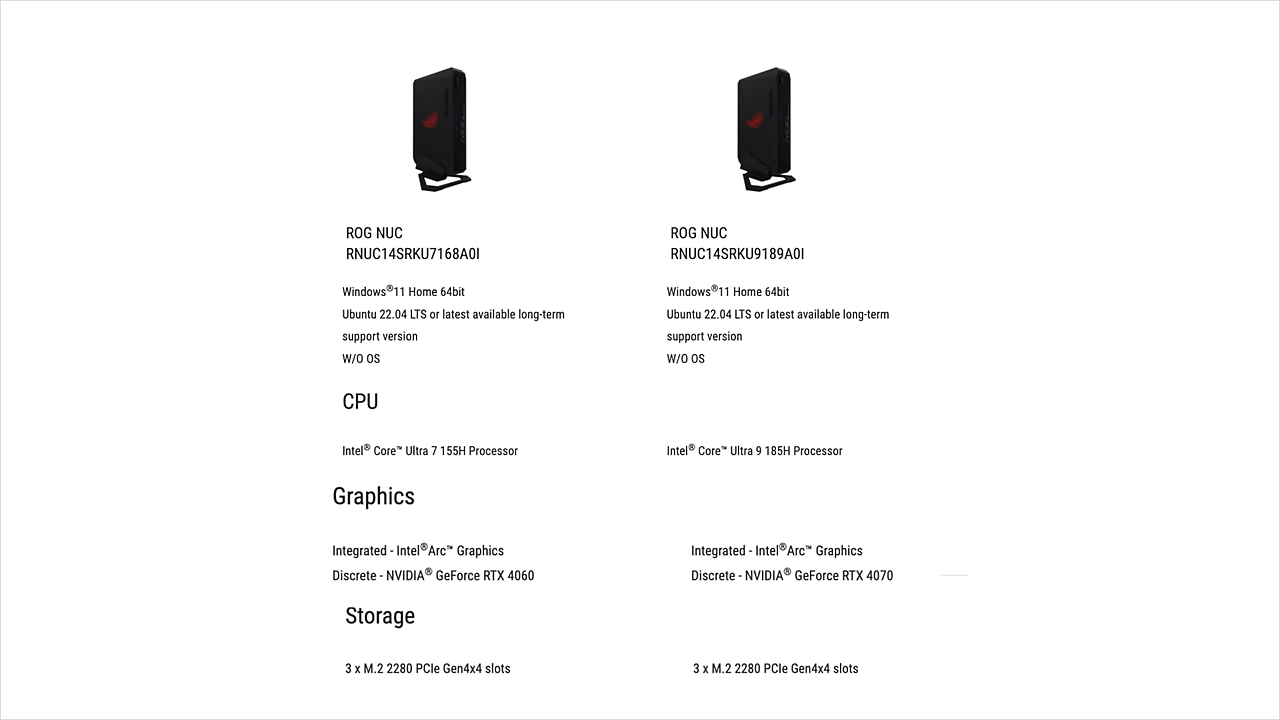 ROG NUC
RNUC14SRKU7168A0I
Windows®11 Home 64bit
Ubuntu 22.04 LTS or latest available long-term
support version
W/O OS
ROG NUC
RNUC14SRKU9189A0I
Windows®11 Home 64bit
Ubuntu 22.04 LTS or latest available long-term
support version
W/O OS
CPU
Intel® Core™ Ultra 7 155H Processor
Intel® Core™ Ultra 9 185H Processor
Graphics
Integrated - Intel®Arc™ Graphics
Discrete - NVIDIA® GeForce RTX 4060
Integrated - Intel®Arc™ Graphics
Discrete - NVIDIA® GeForce RTX 4070
Storage
3 x M.2 2280 PCIe Gen4x4 slots
3 x M.2 2280 PCIe Gen4x4 slots